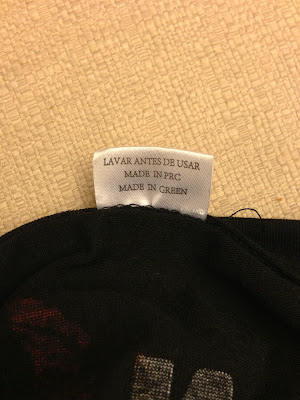 LAVAR ANTES DE USAR
MADE IN PRC
MADE IN GREEN